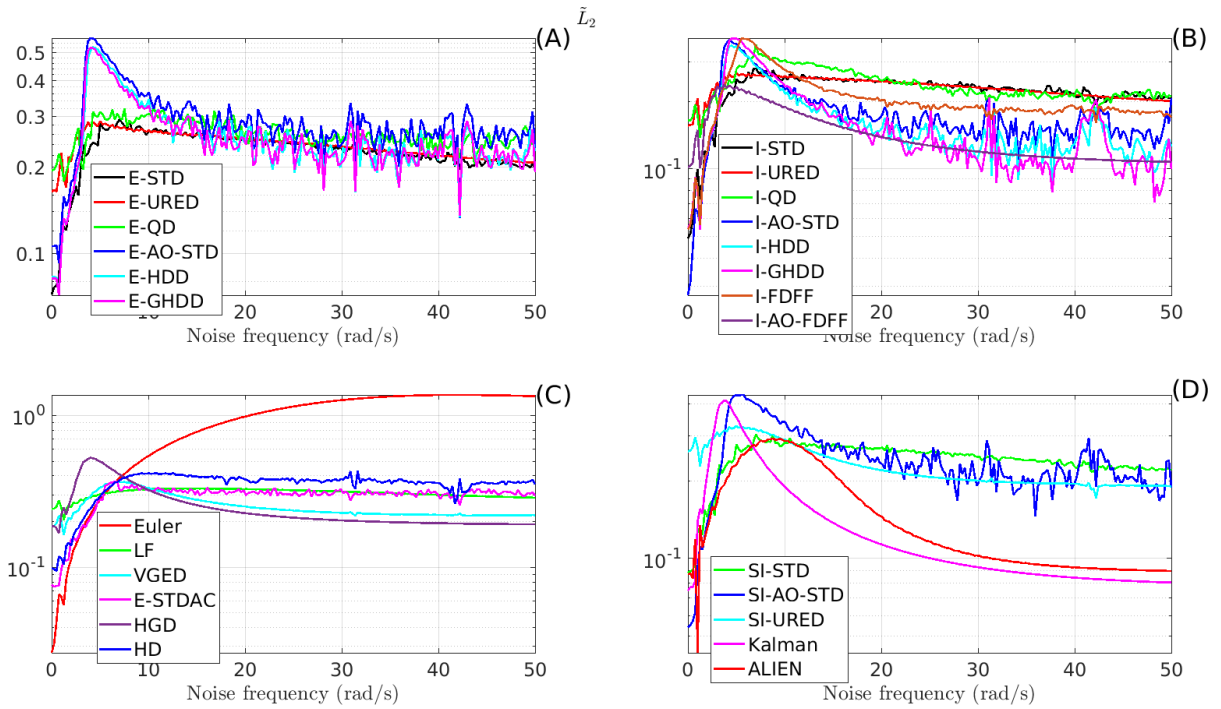 L̃₂
(A)
0.5
0.4
0.3
0.2
0.1
E-STD
E-URED
E-QD
E-AO-STD
E-HDD
E-GHDD
0 10 20 30 40 50
Noise frequency (rad/s)
(B)
10⁻¹
I-STD
I-URED
I-QD
I-AO-STD
I-HDD
I-GHDD
I-FDFF
I-AO-FDFF
0 10 20 30 40 50
Noise frequency (rad/s)
(C)
10⁰
10⁻¹
Euler
LF
VGED
E-STDAC
HGD
HD
0 10 20 30 40 50
Noise frequency (rad/s)
(D)
10⁻¹
SI-STD
SI-AO-STD
SI-URED
Kalman
ALIEN
0 10 20 30 40 50
Noise frequency (rad/s)